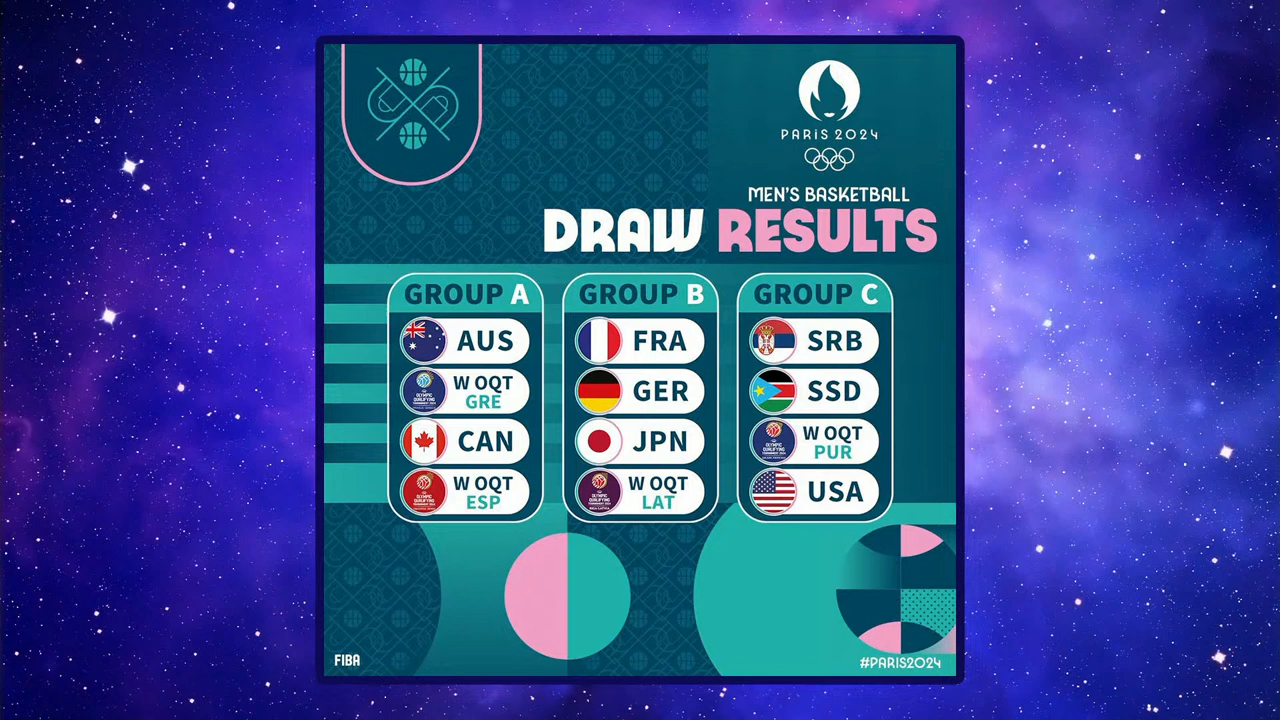 PARIS 2024
MEN'S BASKETBALL
DRAW RESULTS
GROUP A
AUS
W OQT
GRE
CAN
W OQT
ESP
GROUP B
FRA
GER
JPN
W OQT
LAT
GROUP C
SRB
SSD
W OQT
PUR
USA
FIBA
#PARIS2024